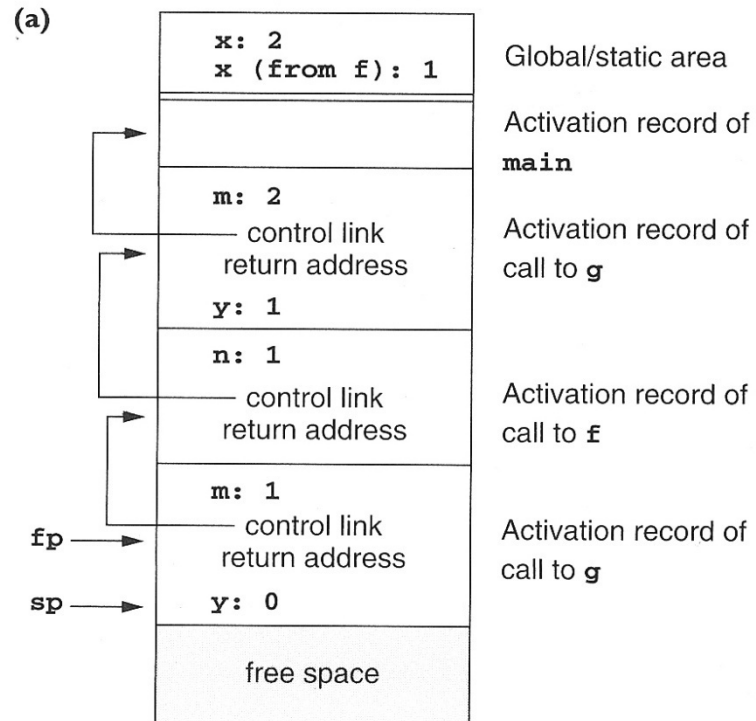 (a)
x: 2
x (from f): 1
Global/static area
Activation record of
main
m: 2
control link
return address
y: 1
Activation record of
call to g
n: 1
control link
return address
Activation record of
call to f
m: 1
control link
return address
y: 0
Activation record of
call to g
fp
sp
free space